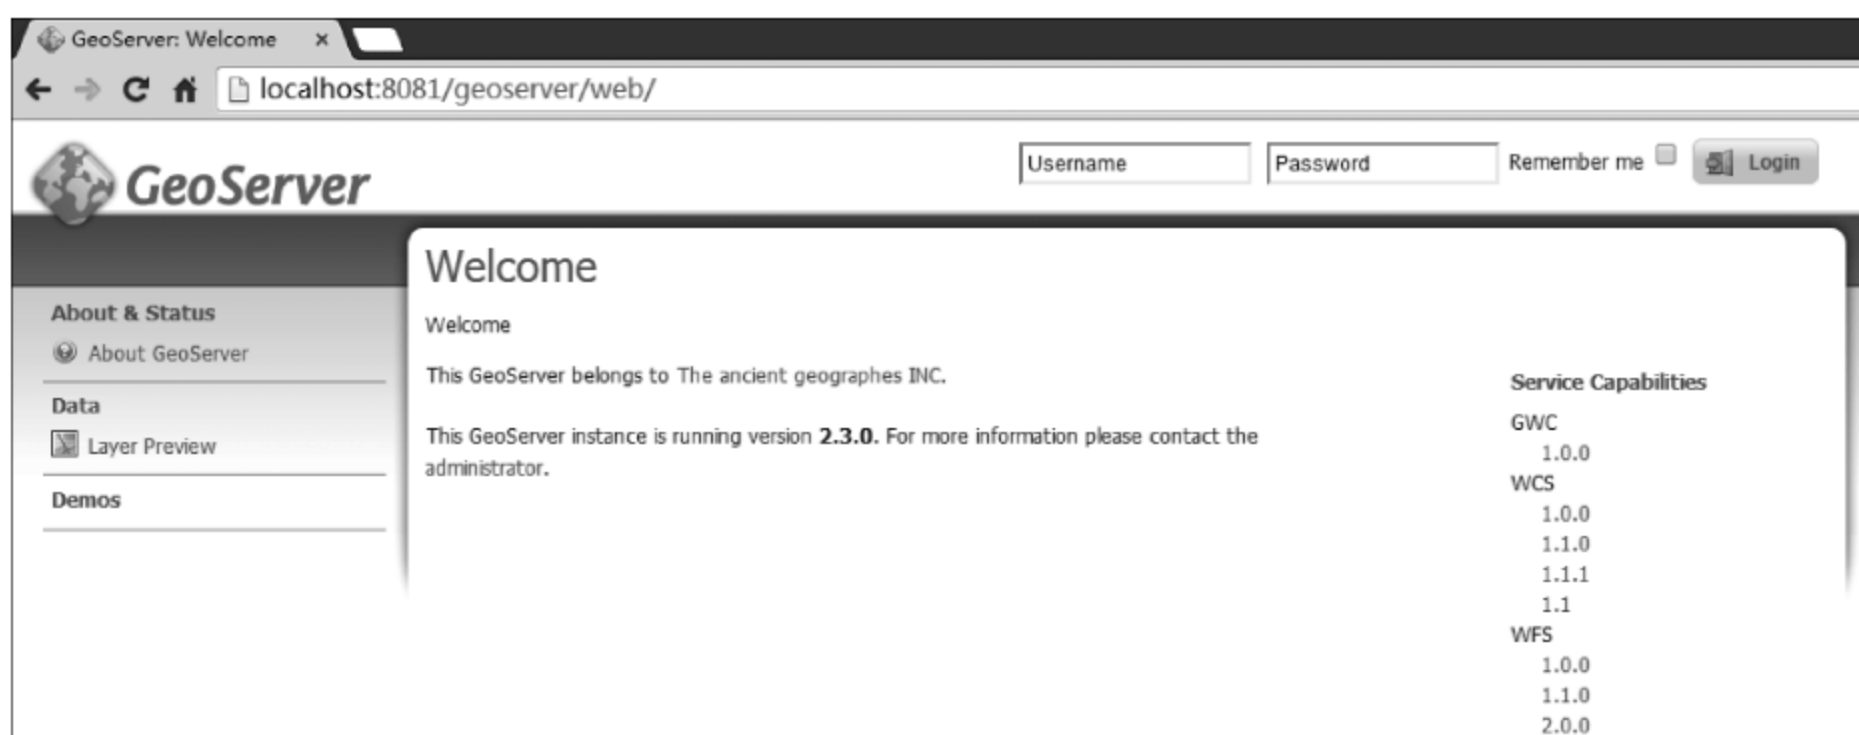 GeoServer: Welcome
localhost:8081/geoserver/web/
GeoServer
Username
Password
Remember me
Login
About & Status
About GeoServer
Data
Layer Preview
Demos
Welcome
Welcome
This GeoServer belongs to The ancient geographes INC.
This GeoServer instance is running version 2.3.0. For more information please contact the
administrator.
Service Capabilities
GWC
1.0.0
WCS
1.0.0
1.1.0
1.1.1
1.1
WFS
1.0.0
1.1.0
2.0.0